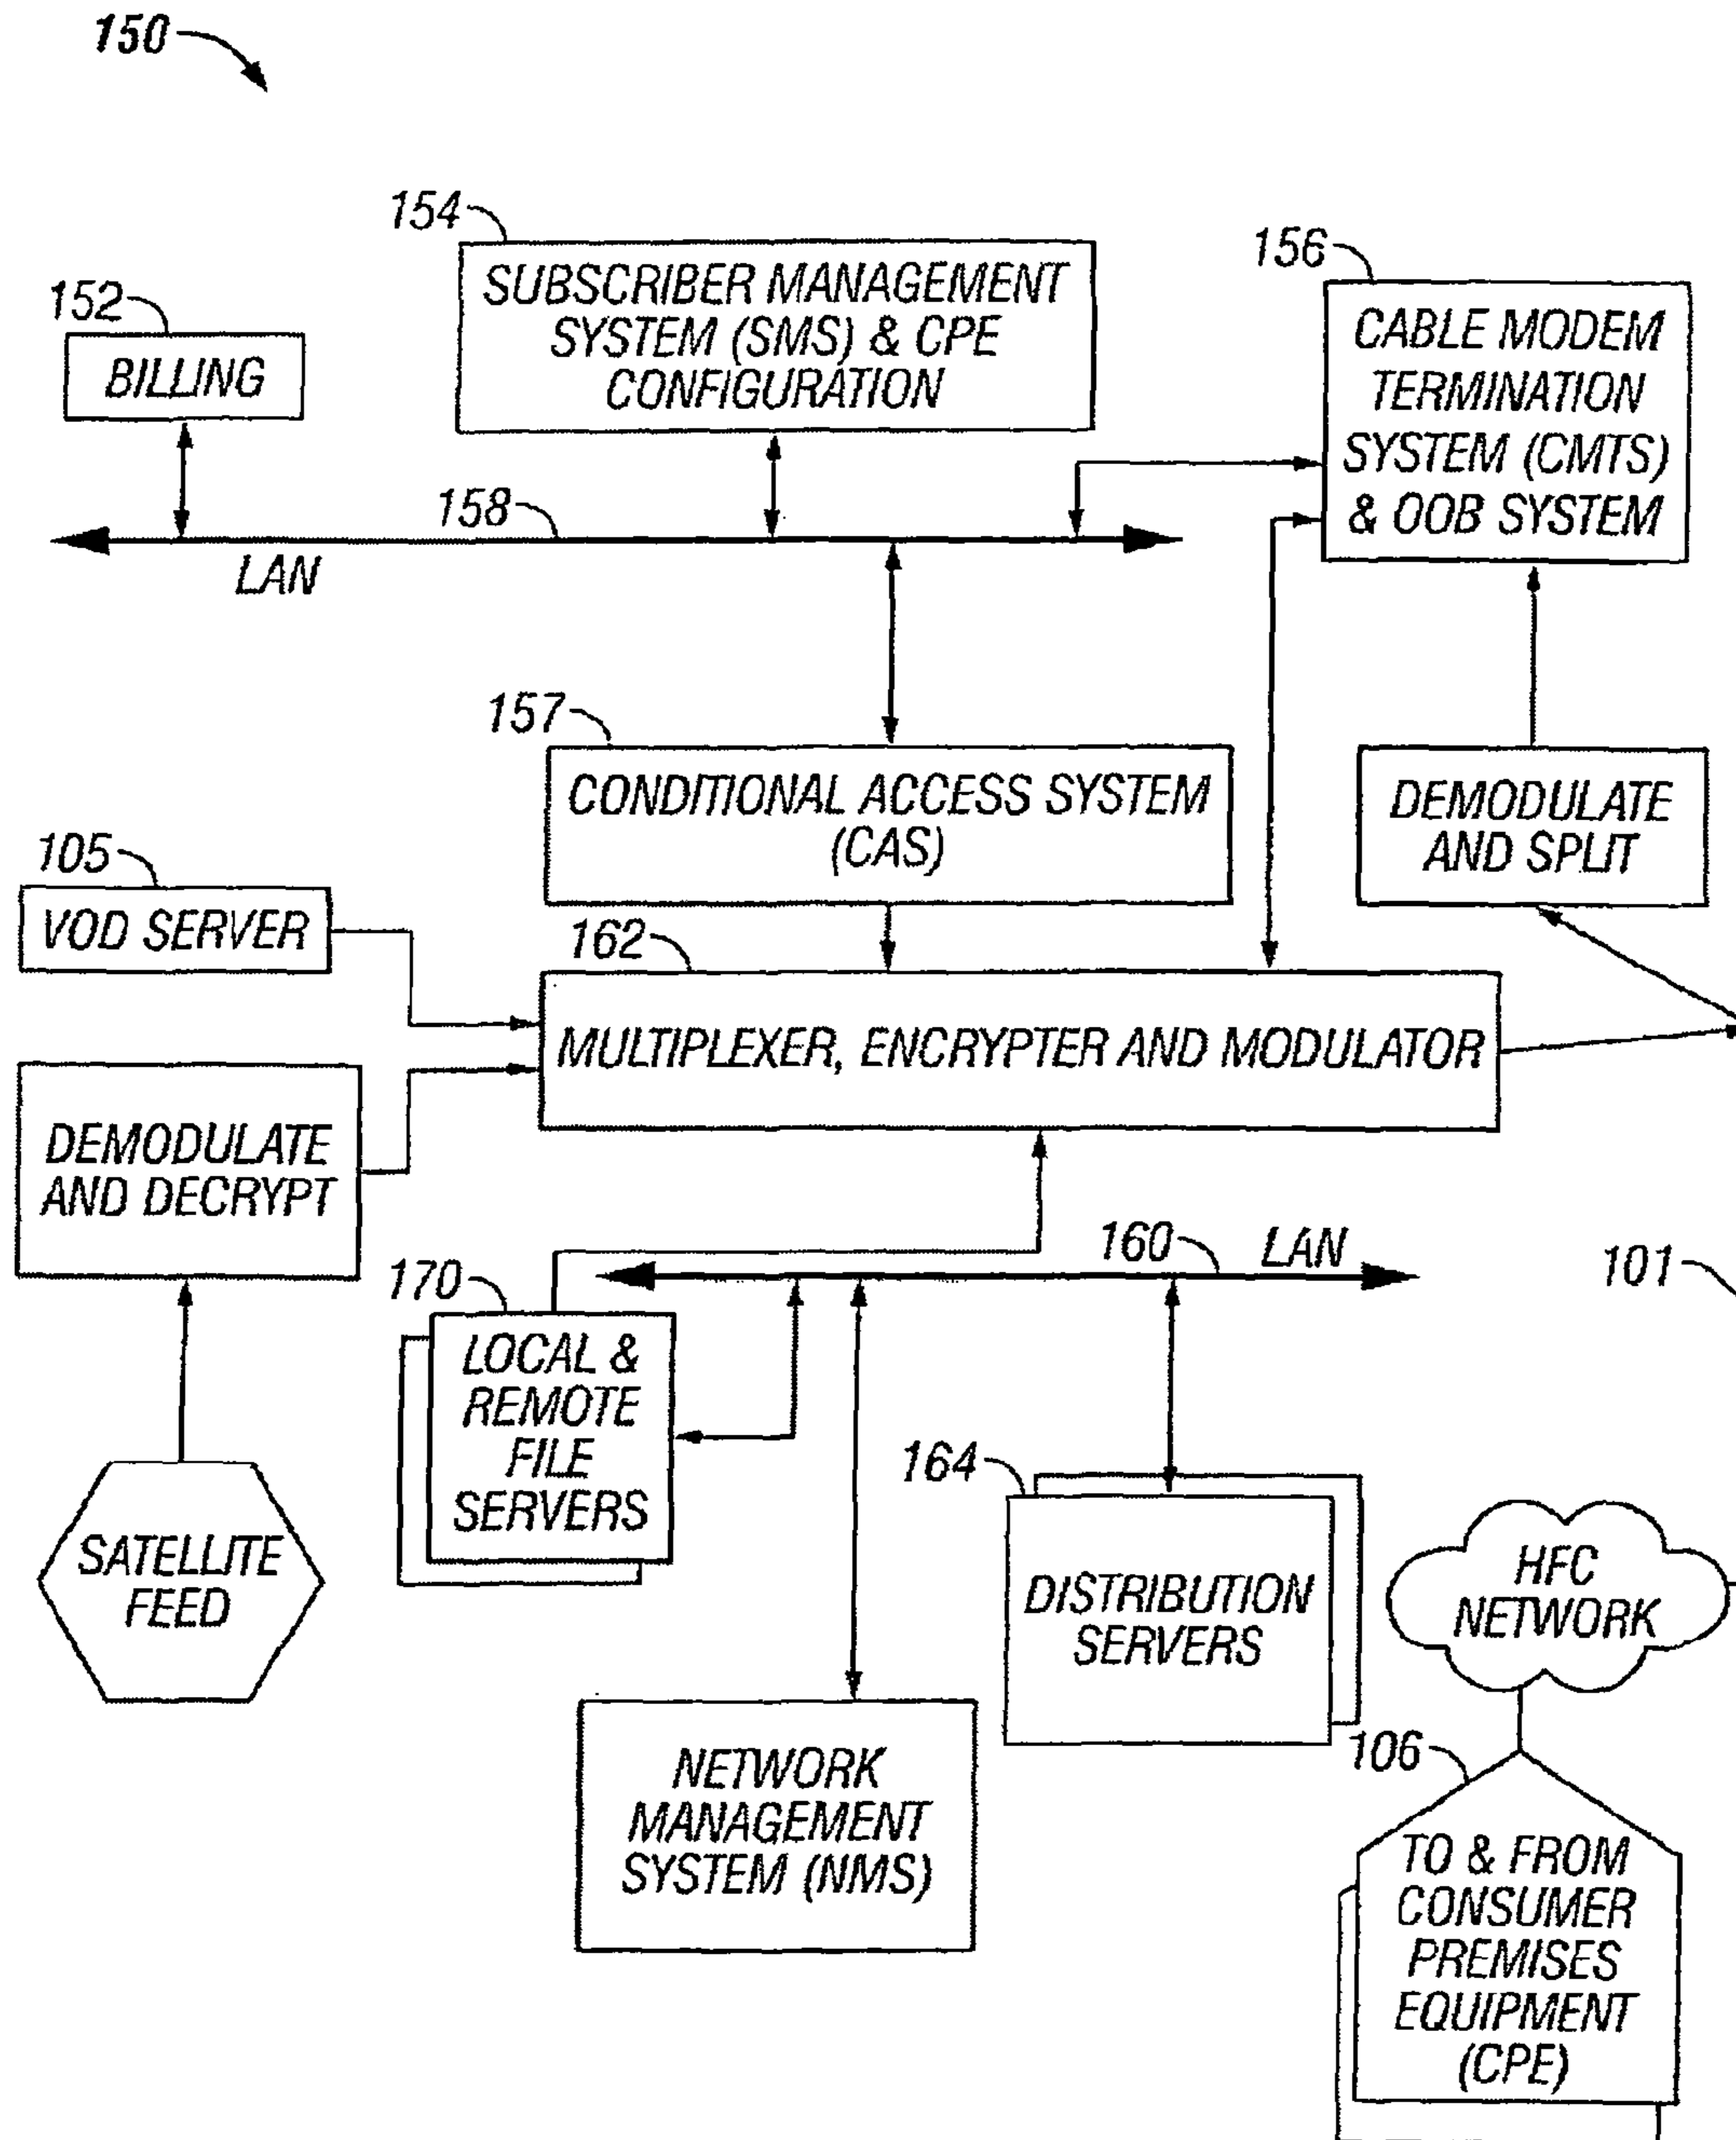 150
154
SUBSCRIBER MANAGEMENT
SYSTEM (SMS) & CPE
CONFIGURATION
156
CABLE MODEM
TERMINATION
SYSTEM (CMTS)
& OOB SYSTEM
152
BILLING
158
LAN
157
CONDITIONAL ACCESS SYSTEM
(CAS)
DEMODULATE
AND SPLIT
105
VOD SERVER
162
MULTIPLEXER, ENCRYPTER AND MODULATOR
DEMODULATE
AND DECRYPT
160
LAN
101
170
LOCAL &
REMOTE
FILE
SERVERS
164
DISTRIBUTION
SERVERS
SATELLITE
FEED
HFC
NETWORK
NETWORK
MANAGEMENT
SYSTEM (NMS)
106
TO & FROM
CONSUMER
PREMISES
EQUIPMENT
(CPE)